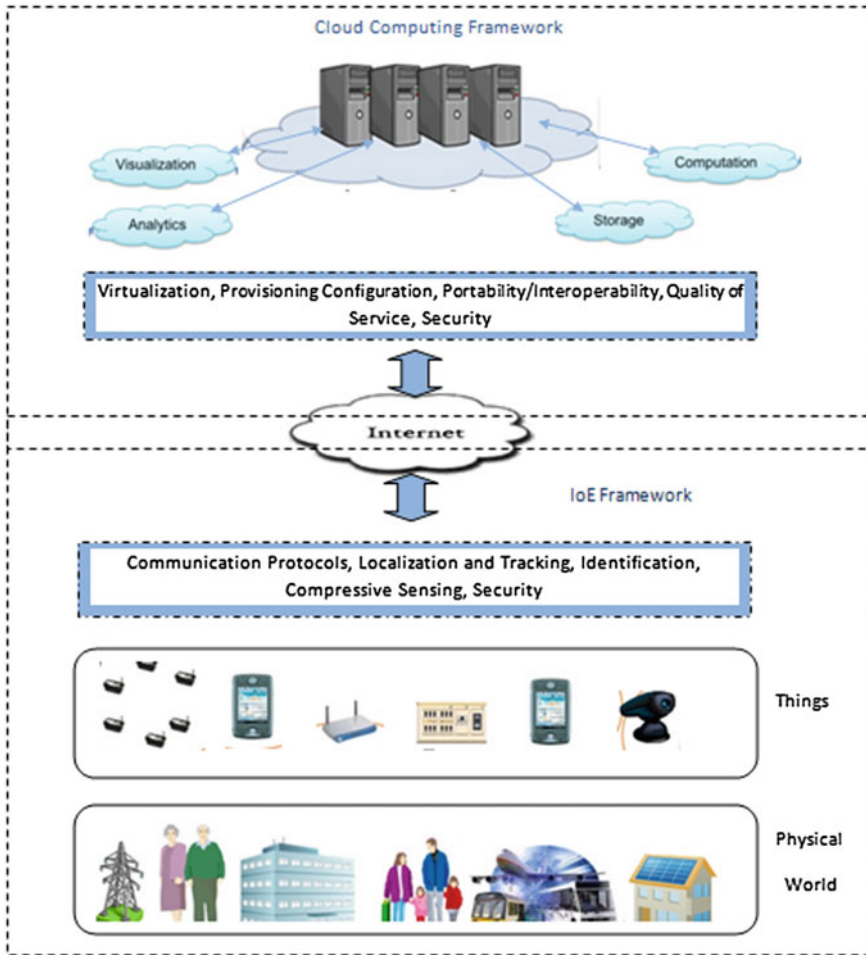 Cloud Computing Framework
Visualization
Computation
Analytics
Storage
Virtualization, Provisioning Configuration, Portability/Interoperability, Quality of
Service, Security
Internet
IoE Framework
Communication Protocols, Localization and Tracking, Identification,
Compressive Sensing, Security
Things
Physical
World